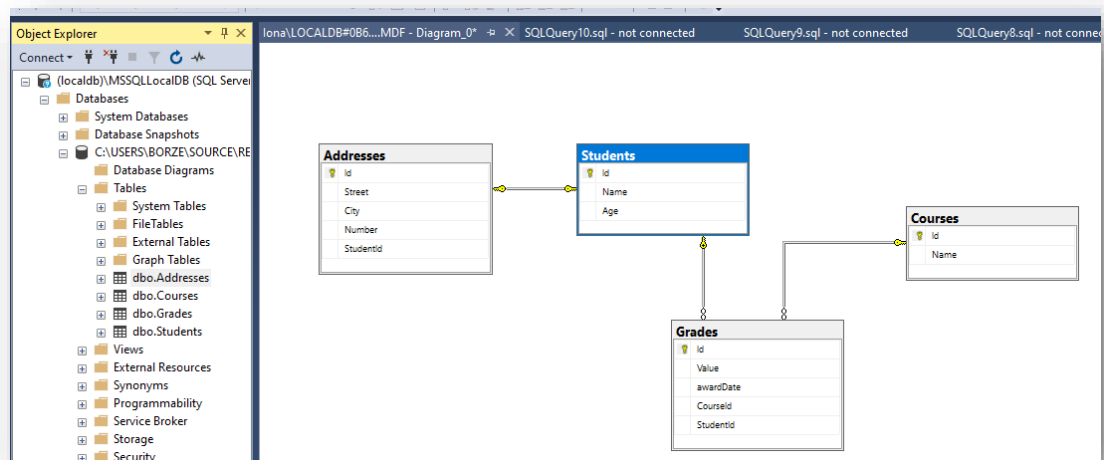 Object Explorer
Connect
(localdb)\MSSQLLocalDB (SQL Server
Databases
System Databases
Database Snapshots
C:\USERS\BORZE\SOURCE\RE
Database Diagrams
Tables
System Tables
FileTables
External Tables
Graph Tables
dbo.Addresses
dbo.Courses
dbo.Grades
dbo.Students
Views
External Resources
Synonyms
Programmability
Service Broker
Storage
Security
Iona\LOCALDB#0B6....MDF - Diagram_0* SQLQuery10.sql - not connected SQLQuery9.sql - not connected SQLQuery8.sql - not connec
Addresses
Id
Street
City
Number
StudentId
Students
Id
Name
Age
Courses
Id
Name
Grades
Id
Value
awardDate
CourseId
StudentId